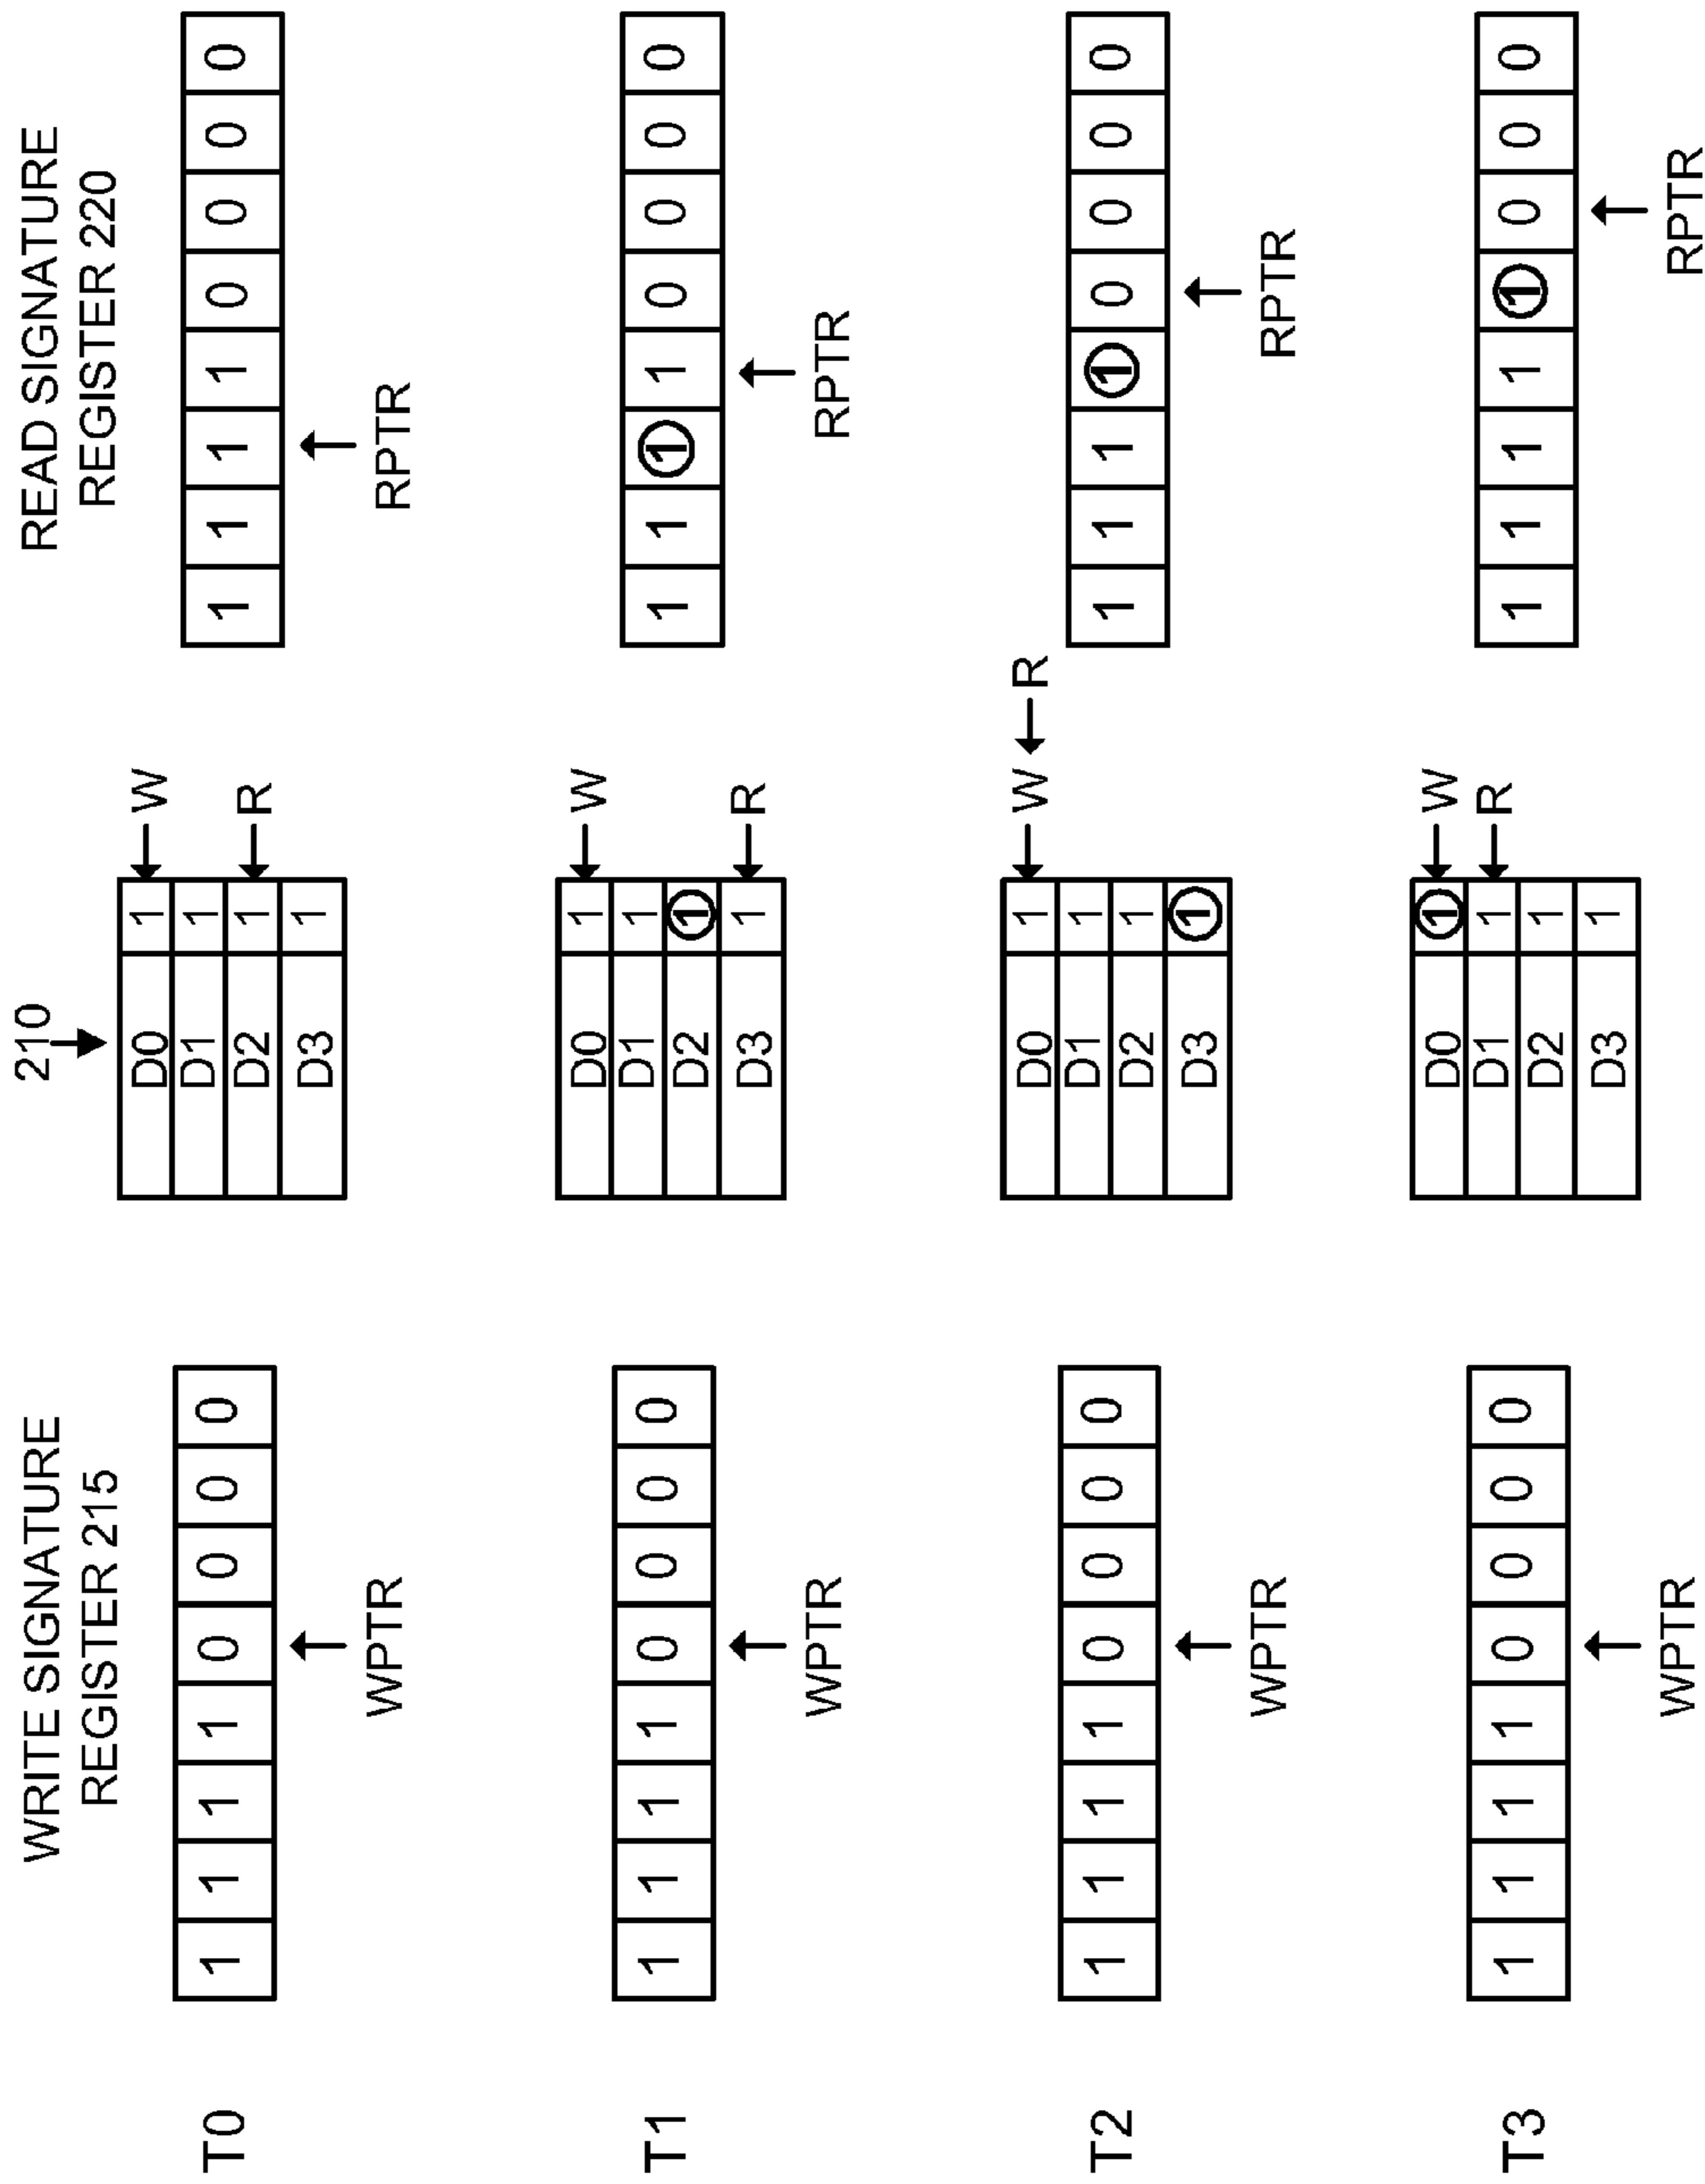 WRITE SIGNATURE
REGISTER 215
210
READ SIGNATURE
REGISTER 220
T0
1 1 1 1 0 0 0 0
WPTR
D0 1 W
D1 1
D2 1 R
D3 1
1 1 1 1 0 0 0 0
RPTR
T1
1 1 1 1 0 0 0 0
WPTR
D0 1 W
D1 1
D2 1
D3 1 R
1 1 1 1 0 0 0 0
RPTR
T2
1 1 1 1 0 0 0 0
WPTR
D0 1 W R
D1 1
D2 1
D3 1
1 1 1 1 0 0 0 0
RPTR
T3
1 1 1 1 0 0 0 0
WPTR
D0 1 W
D1 1 R
D2 1
D3 1
1 1 1 1 1 0 0 0
RPTR